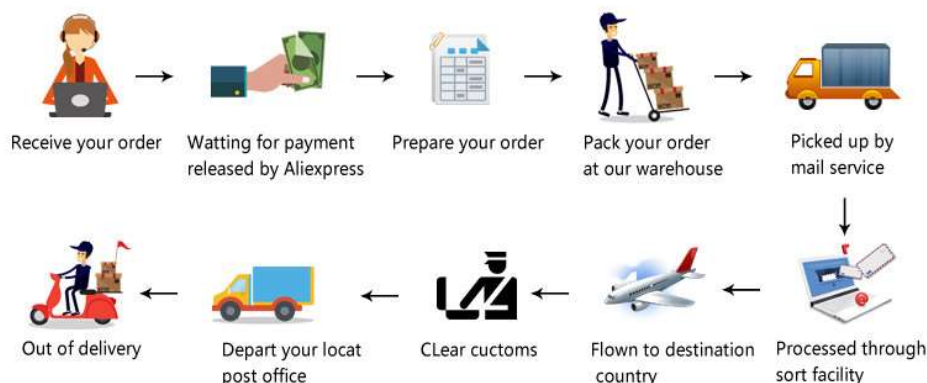 Receive your order
Watting for payment
released by Aliexpress
Prepare your order
Pack your order
at our warehouse
Picked up by
mail service
Processed through
sort facility
Flown to destination
country
CLear cuctoms
Depart your locat
post office
Out of delivery